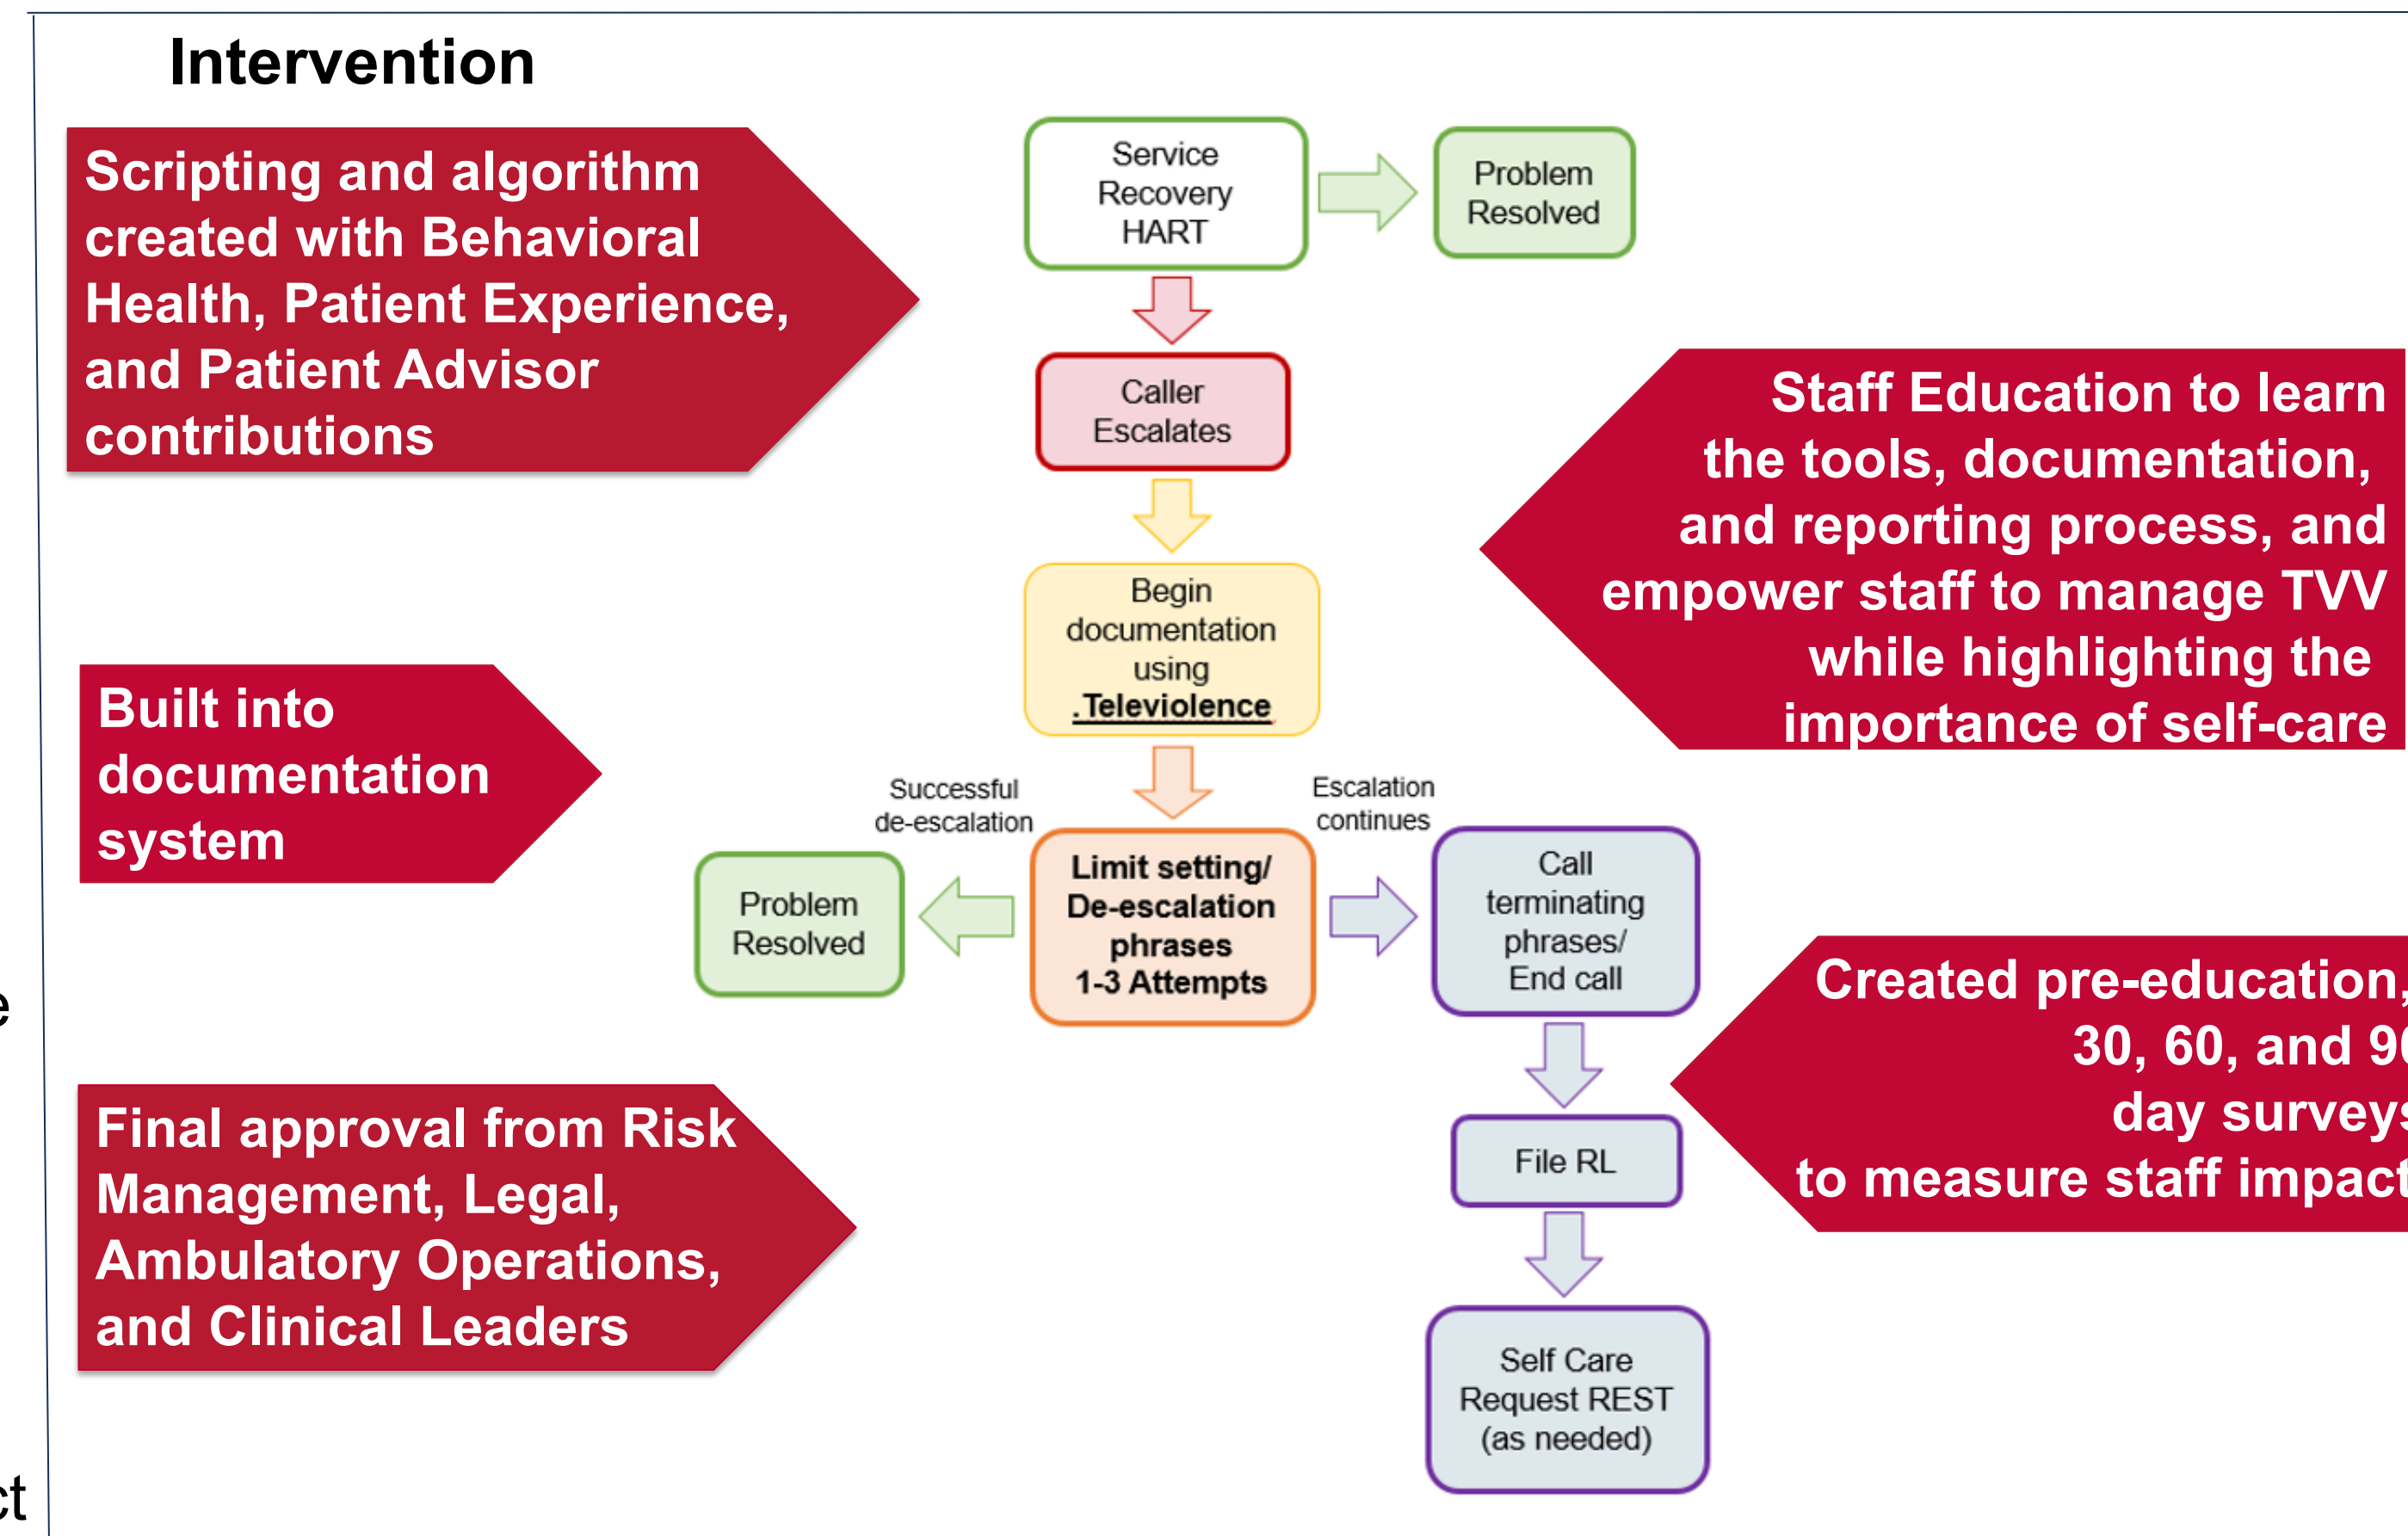 Intervention
Scripting and algorithm
created with Behavioral
Health, Patient Experience,
and Patient Advisor
contributions
Service
Recovery
HART
Problem
Resolved
Caller
Escalates
Staff Education to learn
the tools, documentation,
and reporting process, and
empower staff to manage TVV
while highlighting the
importance of self-care
Begin
documentation
using
.Televiolence
Built into
documentation
system
Successful
de-escalation
Escalation
continues
Problem
Resolved
Limit setting/
De-escalation
phrases
1-3 Attempts
Call
terminating
phrases/
End call
Created pre-education,
30, 60, and 90
day surveys
to measure staff impact
File RL
Final approval from Risk
Management, Legal,
Ambulatory Operations,
and Clinical Leaders
Self Care
Request REST
(as needed)